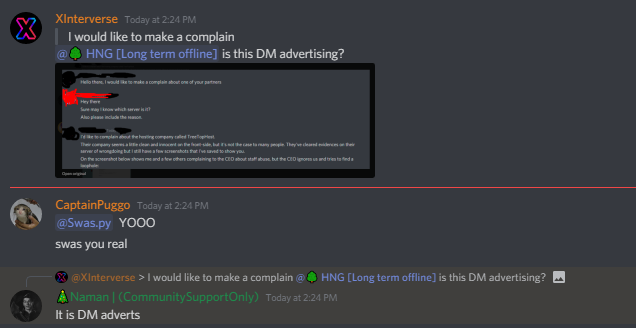 XInterverse Today at 2:24 PM
I would like to make a complain
@🌳 HNG [Long term offline] is this DM advertising?
Hello there, I would like to make a complain about one of your partners
Hey there
Sure may I know which server is it?
Also please include the reason.
I'd like to complain about the hosting company called TreeTopHost.
Their company seems a little clean and innocent on the front-side, but it's not the case to many people. They've cleared evidences on their
server of wrongdoing but I still have a few screenshots that I've saved to show you.
On the screenshot below shows me and a few others complaining to the CEO about staff abuse, but the CEO ignores us and tries to find a
loophole
Open original
CaptainPuggo Today at 2:24 PM
@Swas.py YOOO
swas you real
@XInterverse > I would like to make a complain @🌳 HNG [Long term offline] is this DM advertising?
🎄Naman | (CommunitySupportOnly) Today at 2:24 PM
It is DM adverts